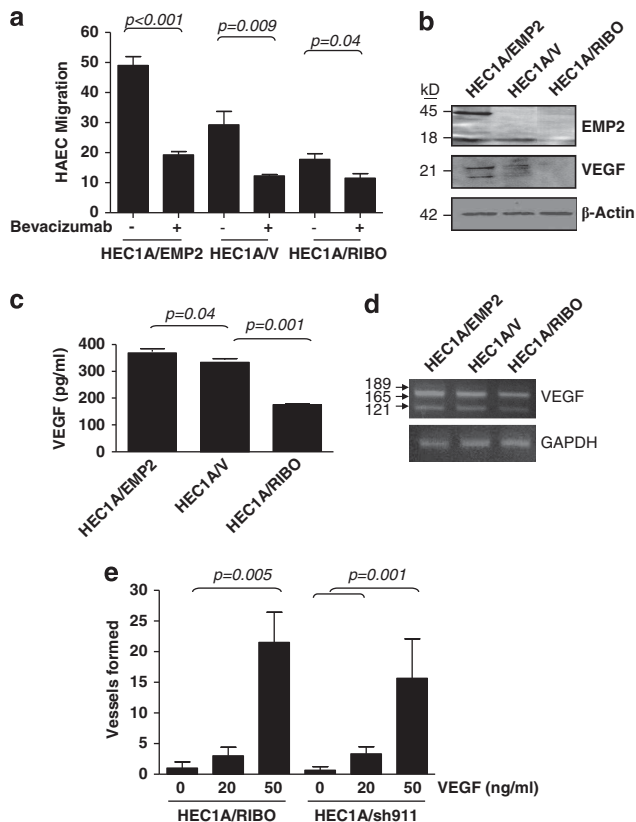 a
p<0.001
p=0.009
p=0.04
60
50
40
30
20
10
0
HAEC Migration
Bevacizumab - + - + - +
HEC1A/EMP2 HEC1A/V HEC1A/RIBO
b
HEC1A/EMP2
HEC1A/V
HEC1A/RIBO
kD
45
18
EMP2
21
VEGF
42
β-Actin
c
p=0.04
p=0.001
400
300
200
100
0
VEGF (pg/ml)
HEC1A/EMP2
HEC1A/V
HEC1A/RIBO
d
HEC1A/EMP2
HEC1A/V
HEC1A/RIBO
189
165
121
VEGF
GAPDH
e
p=0.005
p=0.001
30
25
20
15
10
5
0
Vessels formed
0 20 50 0 20 50 VEGF (ng/ml)
HEC1A/RIBO HEC1A/sh911